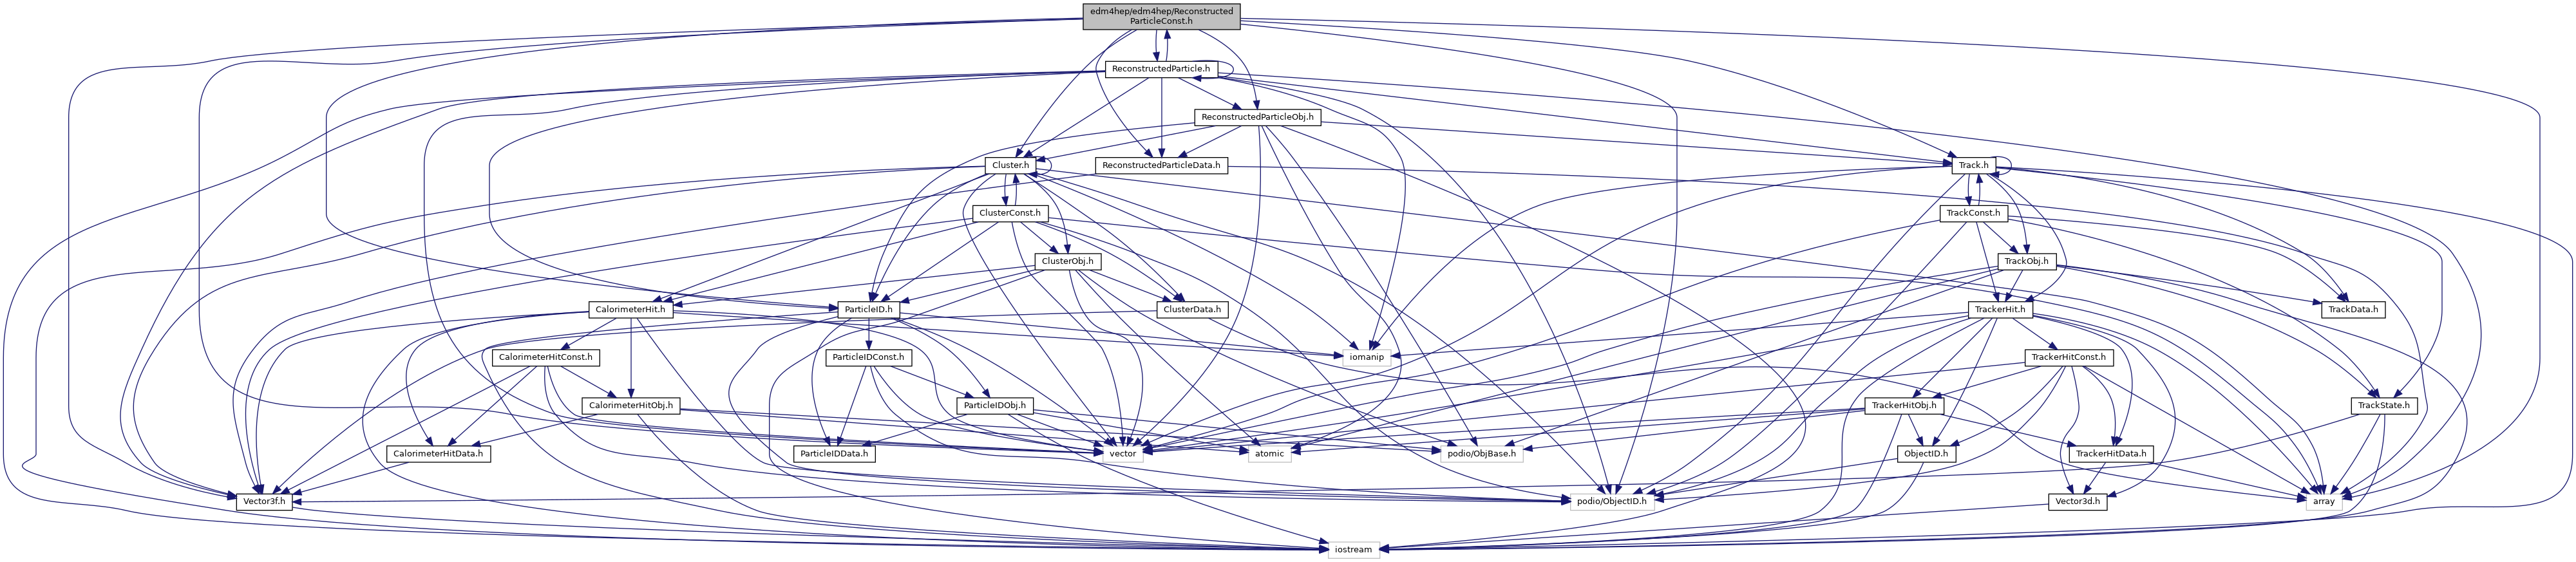 edm4hep/edm4hep/Reconstructed
ParticleConst.h
ReconstructedParticle.h
ReconstructedParticleObj.h
Cluster.h
ReconstructedParticleData.h
Track.h
ClusterConst.h
TrackConst.h
ClusterObj.h
TrackObj.h
CalorimeterHit.h
ParticleID.h
ClusterData.h
TrackerHit.h
TrackData.h
CalorimeterHitConst.h
ParticleIDConst.h
iomanip
TrackerHitConst.h
CalorimeterHitObj.h
ParticleIDObj.h
TrackerHitObj.h
TrackState.h
CalorimeterHitData.h
ParticleIDData.h
vector
atomic
podio/ObjBase.h
ObjectID.h
TrackerHitData.h
Vector3f.h
podio/ObjectID.h
Vector3d.h
array
iostream